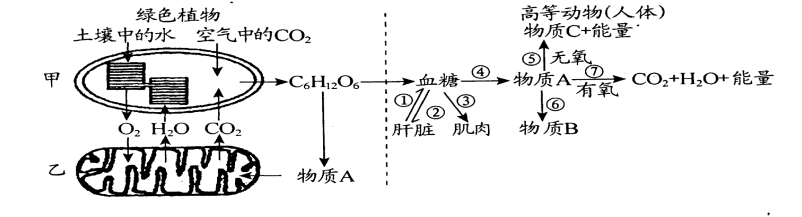 绿色植物
土壤中的水 空气中的CO₂
高等动物(人体)
物质C+能量
⑤ 无氧
甲
C₆H₁₂O₆
血糖 ④ 物质A ⑦ 有氧 CO₂+H₂O+能量
① ② ③ ⑥
O₂ H₂O CO₂
肝脏 肌肉 物质B
乙
物质A